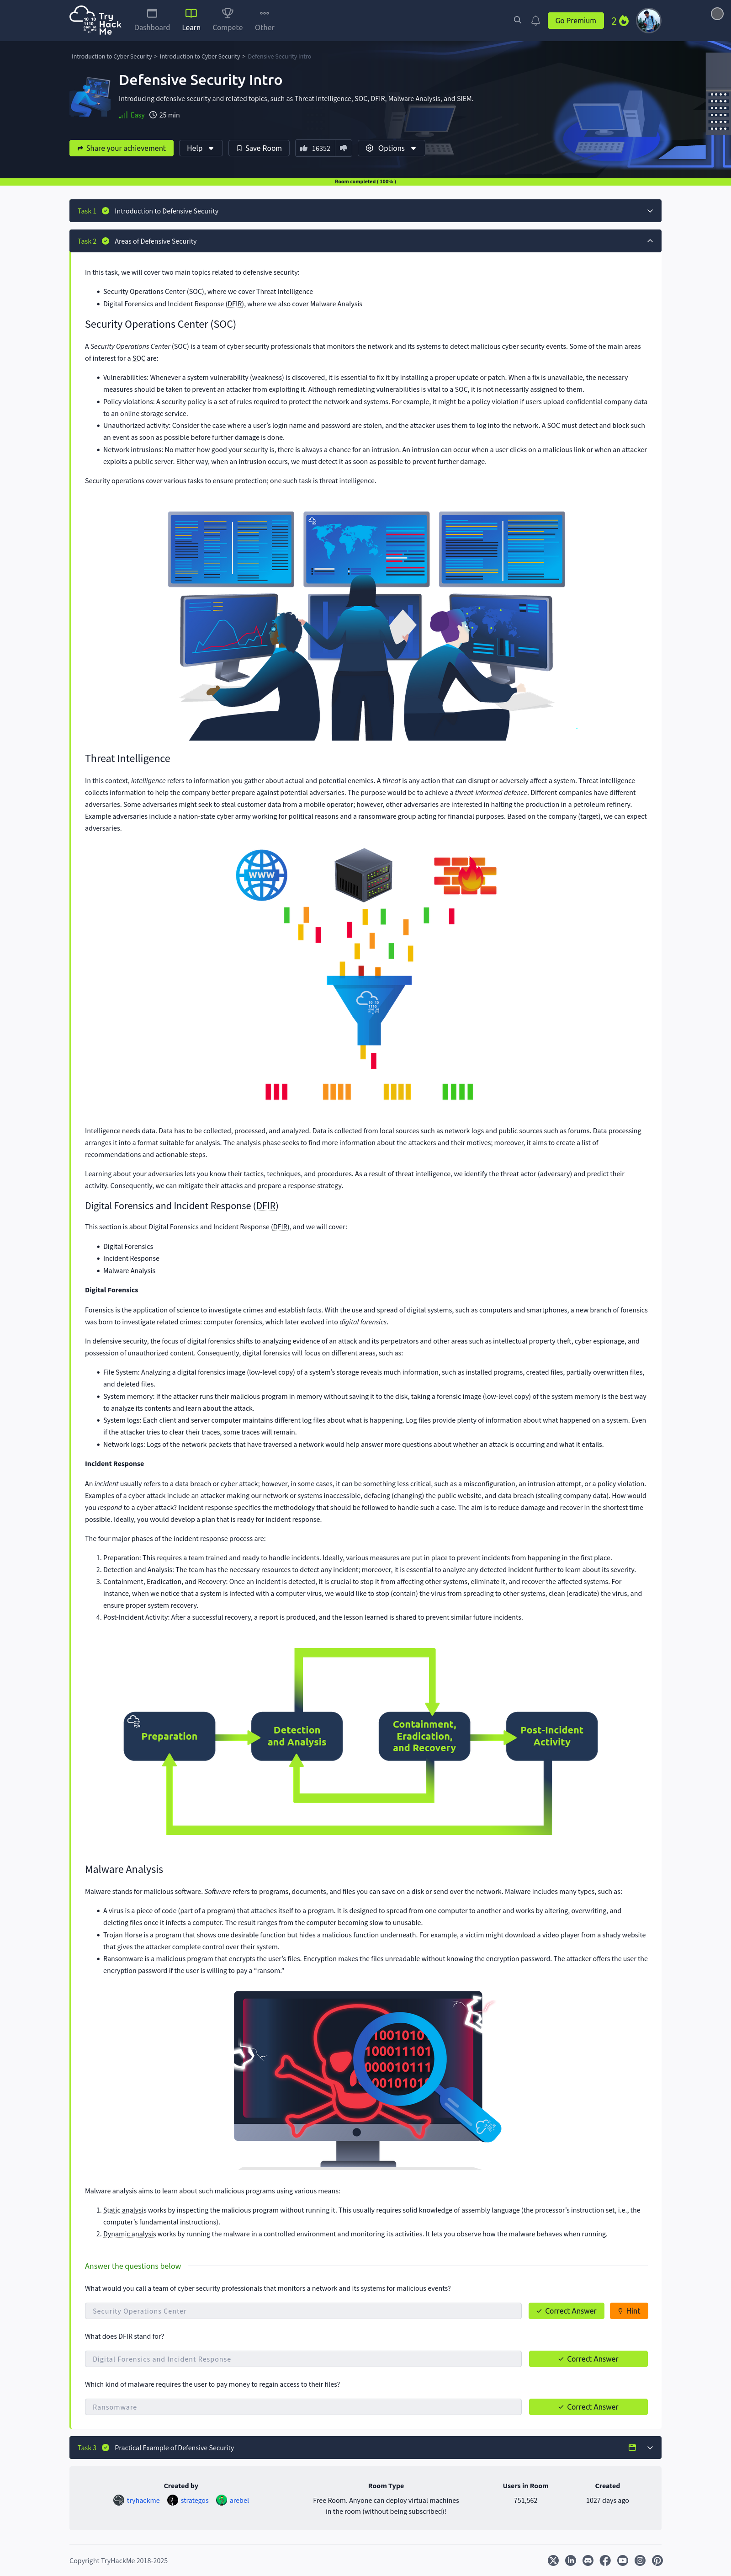 Try
Hack
Me
Dashboard
Learn
Compete
Other
Go Premium
2
Introduction to Cyber Security > Introduction to Cyber Security > Defensive Security Intro
Defensive Security Intro
Introducing defensive security and related topics, such as Threat Intelligence, SOC, DFIR, Malware Analysis, and SIEM.
Easy 25 min
Share your achievement
Help
Save Room
16352
Options
Room completed ( 100% )
Task 1 Introduction to Defensive Security
Task 2 Areas of Defensive Security
In this task, we will cover two main topics related to defensive security:
• Security Operations Center (SOC), where we cover Threat Intelligence
• Digital Forensics and Incident Response (DFIR), where we also cover Malware Analysis
Security Operations Center (SOC)
A Security Operations Center (SOC) is a team of cyber security professionals that monitors the network and its systems to detect malicious cyber security events. Some of the main areas
of interest for a SOC are:
• Vulnerabilities: Whenever a system vulnerability (weakness) is discovered, it is essential to fix it by installing a proper update or patch. When a fix is unavailable, the necessary
measures should be taken to prevent an attacker from exploiting it. Although remediating vulnerabilities is vital to a SOC, it is not necessarily assigned to them.
• Policy violations: A security policy is a set of rules required to protect the network and systems. For example, it might be a policy violation if users upload confidential company data
to an online storage service.
• Unauthorized activity: Consider the case where a user's login name and password are stolen, and the attacker uses them to log into the network. A SOC must detect and block such
an event as soon as possible before further damage is done.
• Network intrusions: No matter how good your security is, there is always a chance for an intrusion. An intrusion can occur when a user clicks on a malicious link or when an attacker
exploits a public server. Either way, when an intrusion occurs, we must detect it as soon as possible to prevent further damage.
Security operations cover various tasks to ensure protection; one such task is threat intelligence.
Threat Intelligence
In this context, intelligence refers to information you gather about actual and potential enemies. A threat is any action that can disrupt or adversely affect a system. Threat intelligence
collects information to help the company better prepare against potential adversaries. The purpose would be to achieve a threat-informed defence. Different companies have different
adversaries. Some adversaries might seek to steal customer data from a mobile operator; however, other adversaries are interested in halting the production in a petroleum refinery.
Example adversaries include a nation-state cyber army working for political reasons and a ransomware group acting for financial purposes. Based on the company (target), we can expect
adversaries.
WWW
Intelligence needs data. Data has to be collected, processed, and analyzed. Data is collected from local sources such as network logs and public sources such as forums. Data processing
arranges it into a format suitable for analysis. The analysis phase seeks to find more information about the attackers and their motives; moreover, it aims to create a list of
recommendations and actionable steps.
Learning about your adversaries lets you know their tactics, techniques, and procedures. As a result of threat intelligence, we identify the threat actor (adversary) and predict their
activity. Consequently, we can mitigate their attacks and prepare a response strategy.
Digital Forensics and Incident Response (DFIR)
This section is about Digital Forensics and Incident Response (DFIR), and we will cover:
• Digital Forensics
• Incident Response
• Malware Analysis
Digital Forensics
Forensics is the application of science to investigate crimes and establish facts. With the use and spread of digital systems, such as computers and smartphones, a new branch of forensics
was born to investigate related crimes: computer forensics, which later evolved into digital forensics.
In defensive security, the focus of digital forensics shifts to analyzing evidence of an attack and its perpetrators and other areas such as intellectual property theft, cyber espionage, and
possession of unauthorized content. Consequently, digital forensics will focus on different areas, such as:
• File System: Analyzing a digital forensics image (low-level copy) of a system's storage reveals much information, such as installed programs, created files, partially overwritten files,
and deleted files.
• System memory: If the attacker runs their malicious program in memory without saving it to the disk, taking a forensic image (low-level copy) of the system memory is the best way
to analyze its contents and learn about the attack.
• System logs: Each client and server computer maintains different log files about what is happening. Log files provide plenty of information about what happened on a system. Even
if the attacker tries to clear their traces, some traces will remain.
• Network logs: Logs of the network packets that have traversed a network would help answer more questions about whether an attack is occurring and what it entails.
Incident Response
An incident usually refers to a data breach or cyber attack; however, in some cases, it can be something less critical, such as a misconfiguration, an intrusion attempt, or a policy violation.
Examples of a cyber attack include an attacker making our network or systems inaccessible, defacing (changing) the public website, and data breach (stealing company data). How would
you respond to a cyber attack? Incident response specifies the methodology that should be followed to handle such a case. The aim is to reduce damage and recover in the shortest time
possible. Ideally, you would develop a plan that is ready for incident response.
The four major phases of the incident response process are:
1. Preparation: This requires a team trained and ready to handle incidents. Ideally, various measures are put in place to prevent incidents from happening in the first place.
2. Detection and Analysis: The team has the necessary resources to detect any incident; moreover, it is essential to analyze any detected incident further to learn about its severity.
3. Containment, Eradication, and Recovery: Once an incident is detected, it is crucial to stop it from affecting other systems, eliminate it, and recover the affected systems. For
instance, when we notice that a system is infected with a computer virus, we would like to stop (contain) the virus from spreading to other systems, clean (eradicate) the virus, and
ensure proper system recovery.
4. Post-Incident Activity: After a successful recovery, a report is produced, and the lesson learned is shared to prevent similar future incidents.
Preparation
Detection
and Analysis
Containment,
Eradication,
and Recovery
Post-Incident
Activity
Malware Analysis
Malware stands for malicious software. Software refers to programs, documents, and files you can save on a disk or send over the network. Malware includes many types, such as:
• A virus is a piece of code (part of a program) that attaches itself to a program. It is designed to spread from one computer to another and works by altering, overwriting, and
deleting files once it infects a computer. The result ranges from the computer becoming slow to unusable.
• Trojan Horse is a program that shows one desirable function but hides a malicious function underneath. For example, a victim might download a video player from a shady website
that gives the attacker complete control over their system.
• Ransomware is a malicious program that encrypts the user's files. Encryption makes the files unreadable without knowing the encryption password. The attacker offers the user the
encryption password if the user is willing to pay a "ransom."
1001010
110010111
000010111
001010
Malware analysis aims to learn about such malicious programs using various means:
1. Static analysis works by inspecting the malicious program without running it. This usually requires solid knowledge of assembly language (the processor's instruction set, i.e., the
computer's fundamental instructions).
2. Dynamic analysis works by running the malware in a controlled environment and monitoring its activities. It lets you observe how the malware behaves when running.
Answer the questions below
What would you call a team of cyber security professionals that monitors a network and its systems for malicious events?
Security Operations Center
Correct Answer
Hint
What does DFIR stand for?
Digital Forensics and Incident Response
Correct Answer
Which kind of malware requires the user to pay money to regain access to their files?
Ransomware
Correct Answer
Task 3 Practical Example of Defensive Security
Created by
tryhackme strategos arebel
Room Type
Free Room. Anyone can deploy virtual machines
in the room (without being subscribed)!
Users in Room
751,562
Created
1027 days ago
Copyright TryHackMe 2018-2025